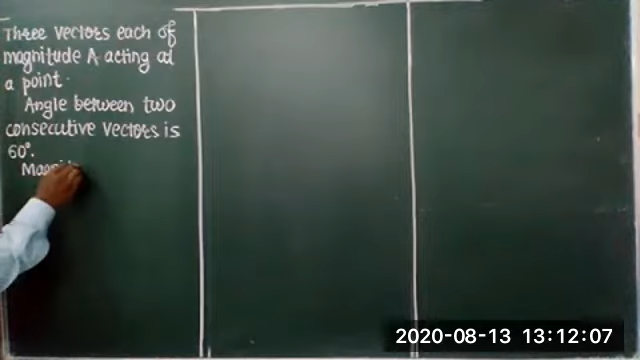 Three Vectors each of
magnitude A acting at
a point.
Angle between two
consecutive Vectors is
60°.
2020-08-13 13:12:07